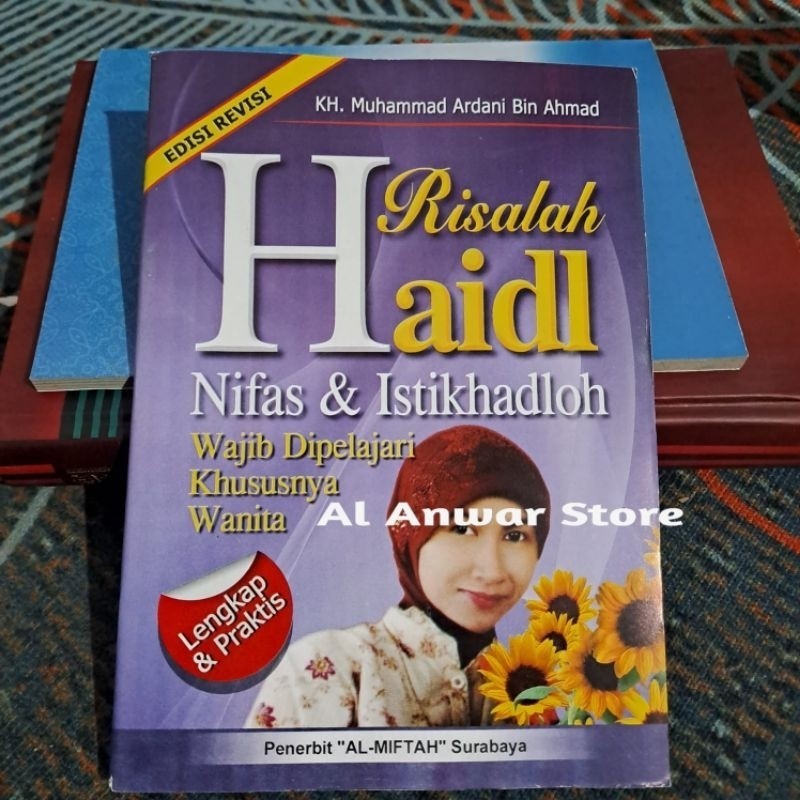 EDISI REVISI
KH. Muhammad Ardani Bin Ahmad
Risalah
Haidl
Nifas & Istikhadloh
Wajib Dipelajari
Khususnya
Wanita
Al Anwar Store
Lengkap
& Praktis
Penerbit "AL-MIFTAH" Surabaya